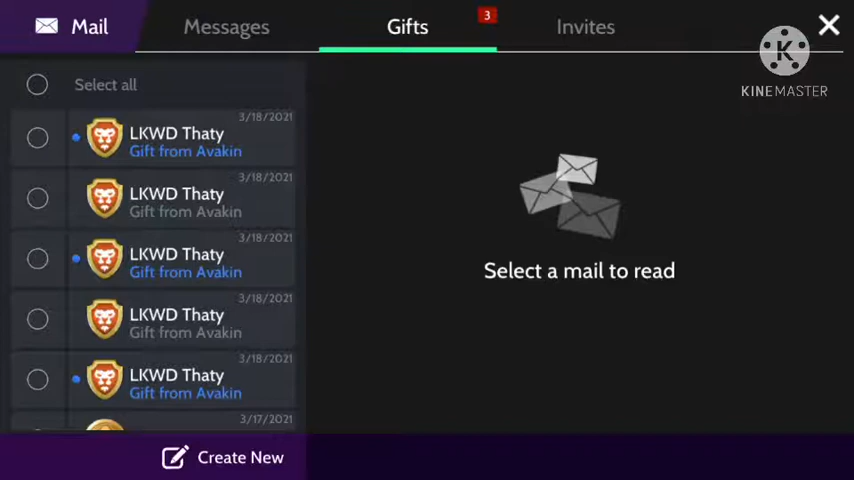 Mail
Messages
Gifts
3
Invites
K
KINEMASTER
Select all
3/18/2021
LKWD Thaty
Gift from Avakin
3/18/2021
LKWD Thaty
Gift from Avakin
3/18/2021
LKWD Thaty
Gift from Avakin
3/18/2021
LKWD Thaty
Gift from Avakin
3/18/2021
LKWD Thaty
Gift from Avakin
3/17/2021
Select a mail to read
Create New